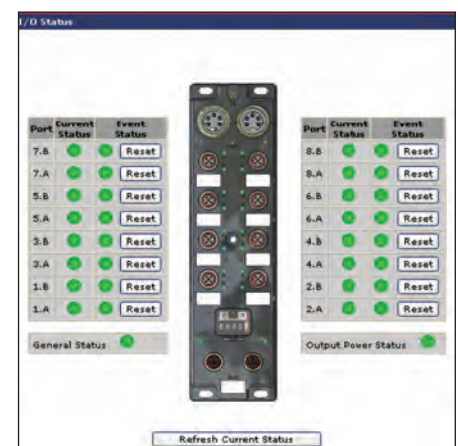 I/O Status
Port Current Status Event Status
7.B Reset
7.A Reset
5.B Reset
5.A Reset
3.B Reset
3.A Reset
1.B Reset
1.A Reset
General Status
Port Current Status Event Status
8.B Reset
8.A Reset
6.B Reset
6.A Reset
4.B Reset
4.A Reset
2.B Reset
2.A Reset
Output Power Status
Refresh Current Status